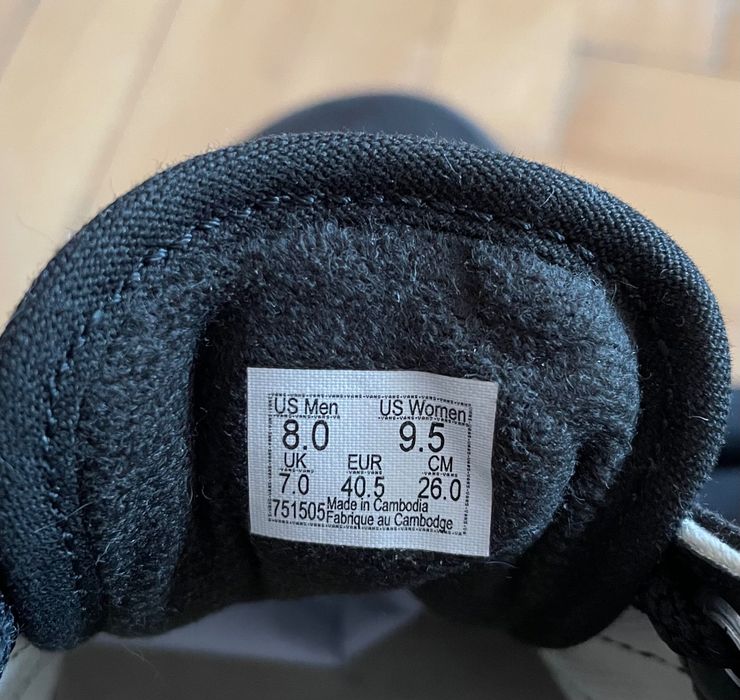 US Men US Women
8.0 9.5
UK EUR CM
7.0 40.5 26.0
751505 Made in Cambodia
Fabrique au Cambodge